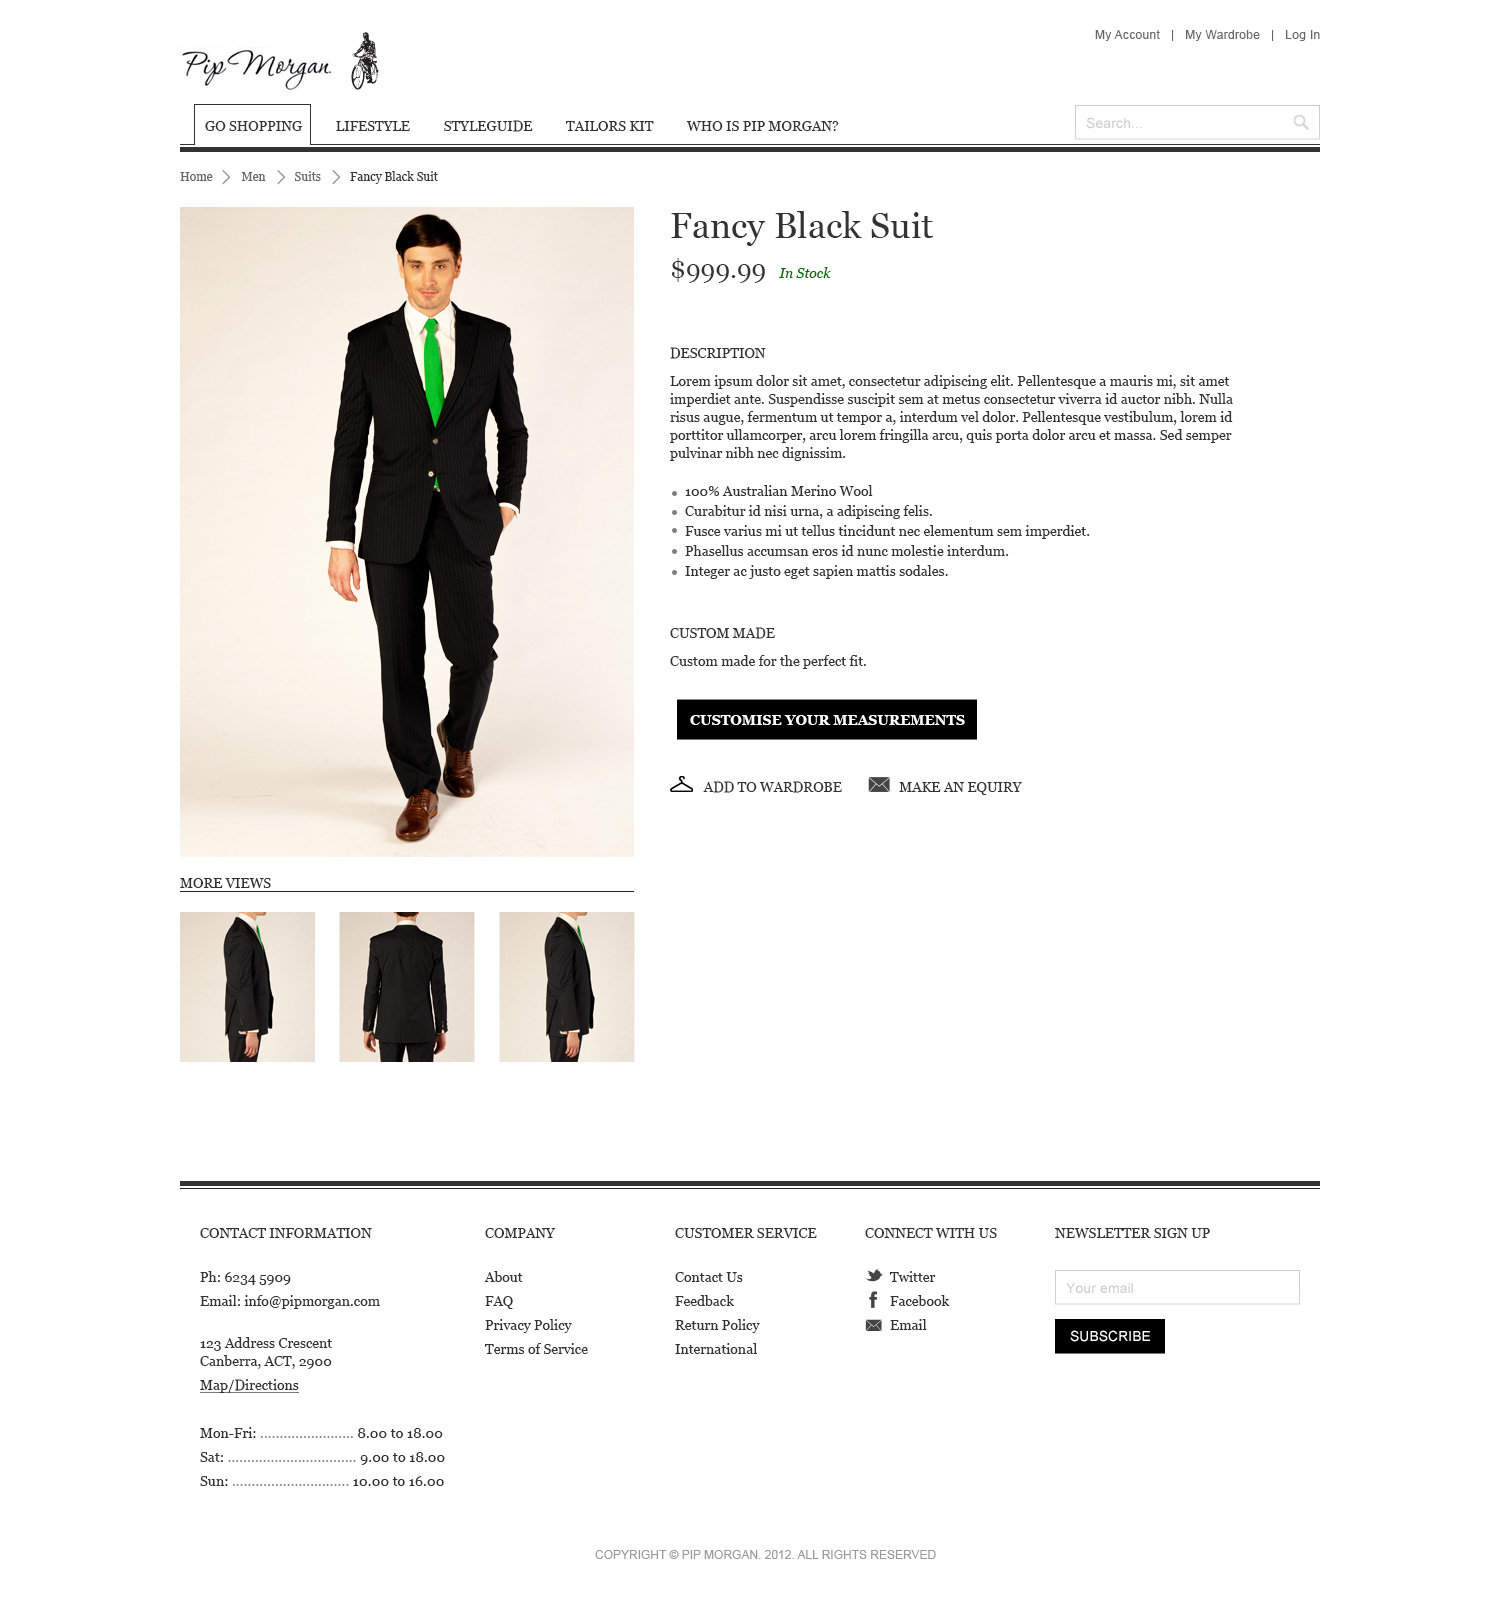 Pip Morgan.
My Account | My Wardrobe | Log In
GO SHOPPING LIFESTYLE STYLEGUIDE TAILORS KIT WHO IS PIP MORGAN?
Search...
Home > Men > Suits > Fancy Black Suit
Fancy Black Suit
$999.99 In Stock
DESCRIPTION
Lorem ipsum dolor sit amet, consectetur adipiscing elit. Pellentesque a mauris mi, sit amet
imperdiet ante. Suspendisse suscipit sem at metus consectetur viverra id auctor nibh. Nulla
risus augue, fermentum ut tempor a, interdum vel dolor. Pellentesque vestibulum, lorem id
porttitor ullamcorper, arcu lorem fringilla arcu, quis porta dolor arcu et massa. Sed semper
pulvinar nibh nec dignissim.
• 100% Australian Merino Wool
• Curabitur id nisi urna, a adipiscing felis.
• Fusce varius mi ut tellus tincidunt nec elementum sem imperdiet.
• Phasellus accumsan eros id nunc molestie interdum.
• Integer ac justo eget sapien mattis sodales.
CUSTOM MADE
Custom made for the perfect fit.
CUSTOMISE YOUR MEASUREMENTS
ADD TO WARDROBE MAKE AN EQUIRY
MORE VIEWS
CONTACT INFORMATION
Ph: 6234 5909
Email: info@pipmorgan.com
123 Address Crescent
Canberra, ACT, 2900
Map/Directions
Mon-Fri: ........................ 8.00 to 18.00
Sat: ................................. 9.00 to 18.00
Sun: .............................. 10.00 to 16.00
COMPANY
About
FAQ
Privacy Policy
Terms of Service
CUSTOMER SERVICE
Contact Us
Feedback
Return Policy
International
CONNECT WITH US
Twitter
Facebook
Email
NEWSLETTER SIGN UP
Your email
SUBSCRIBE
COPYRIGHT © PIP MORGAN. 2012. ALL RIGHTS RESERVED